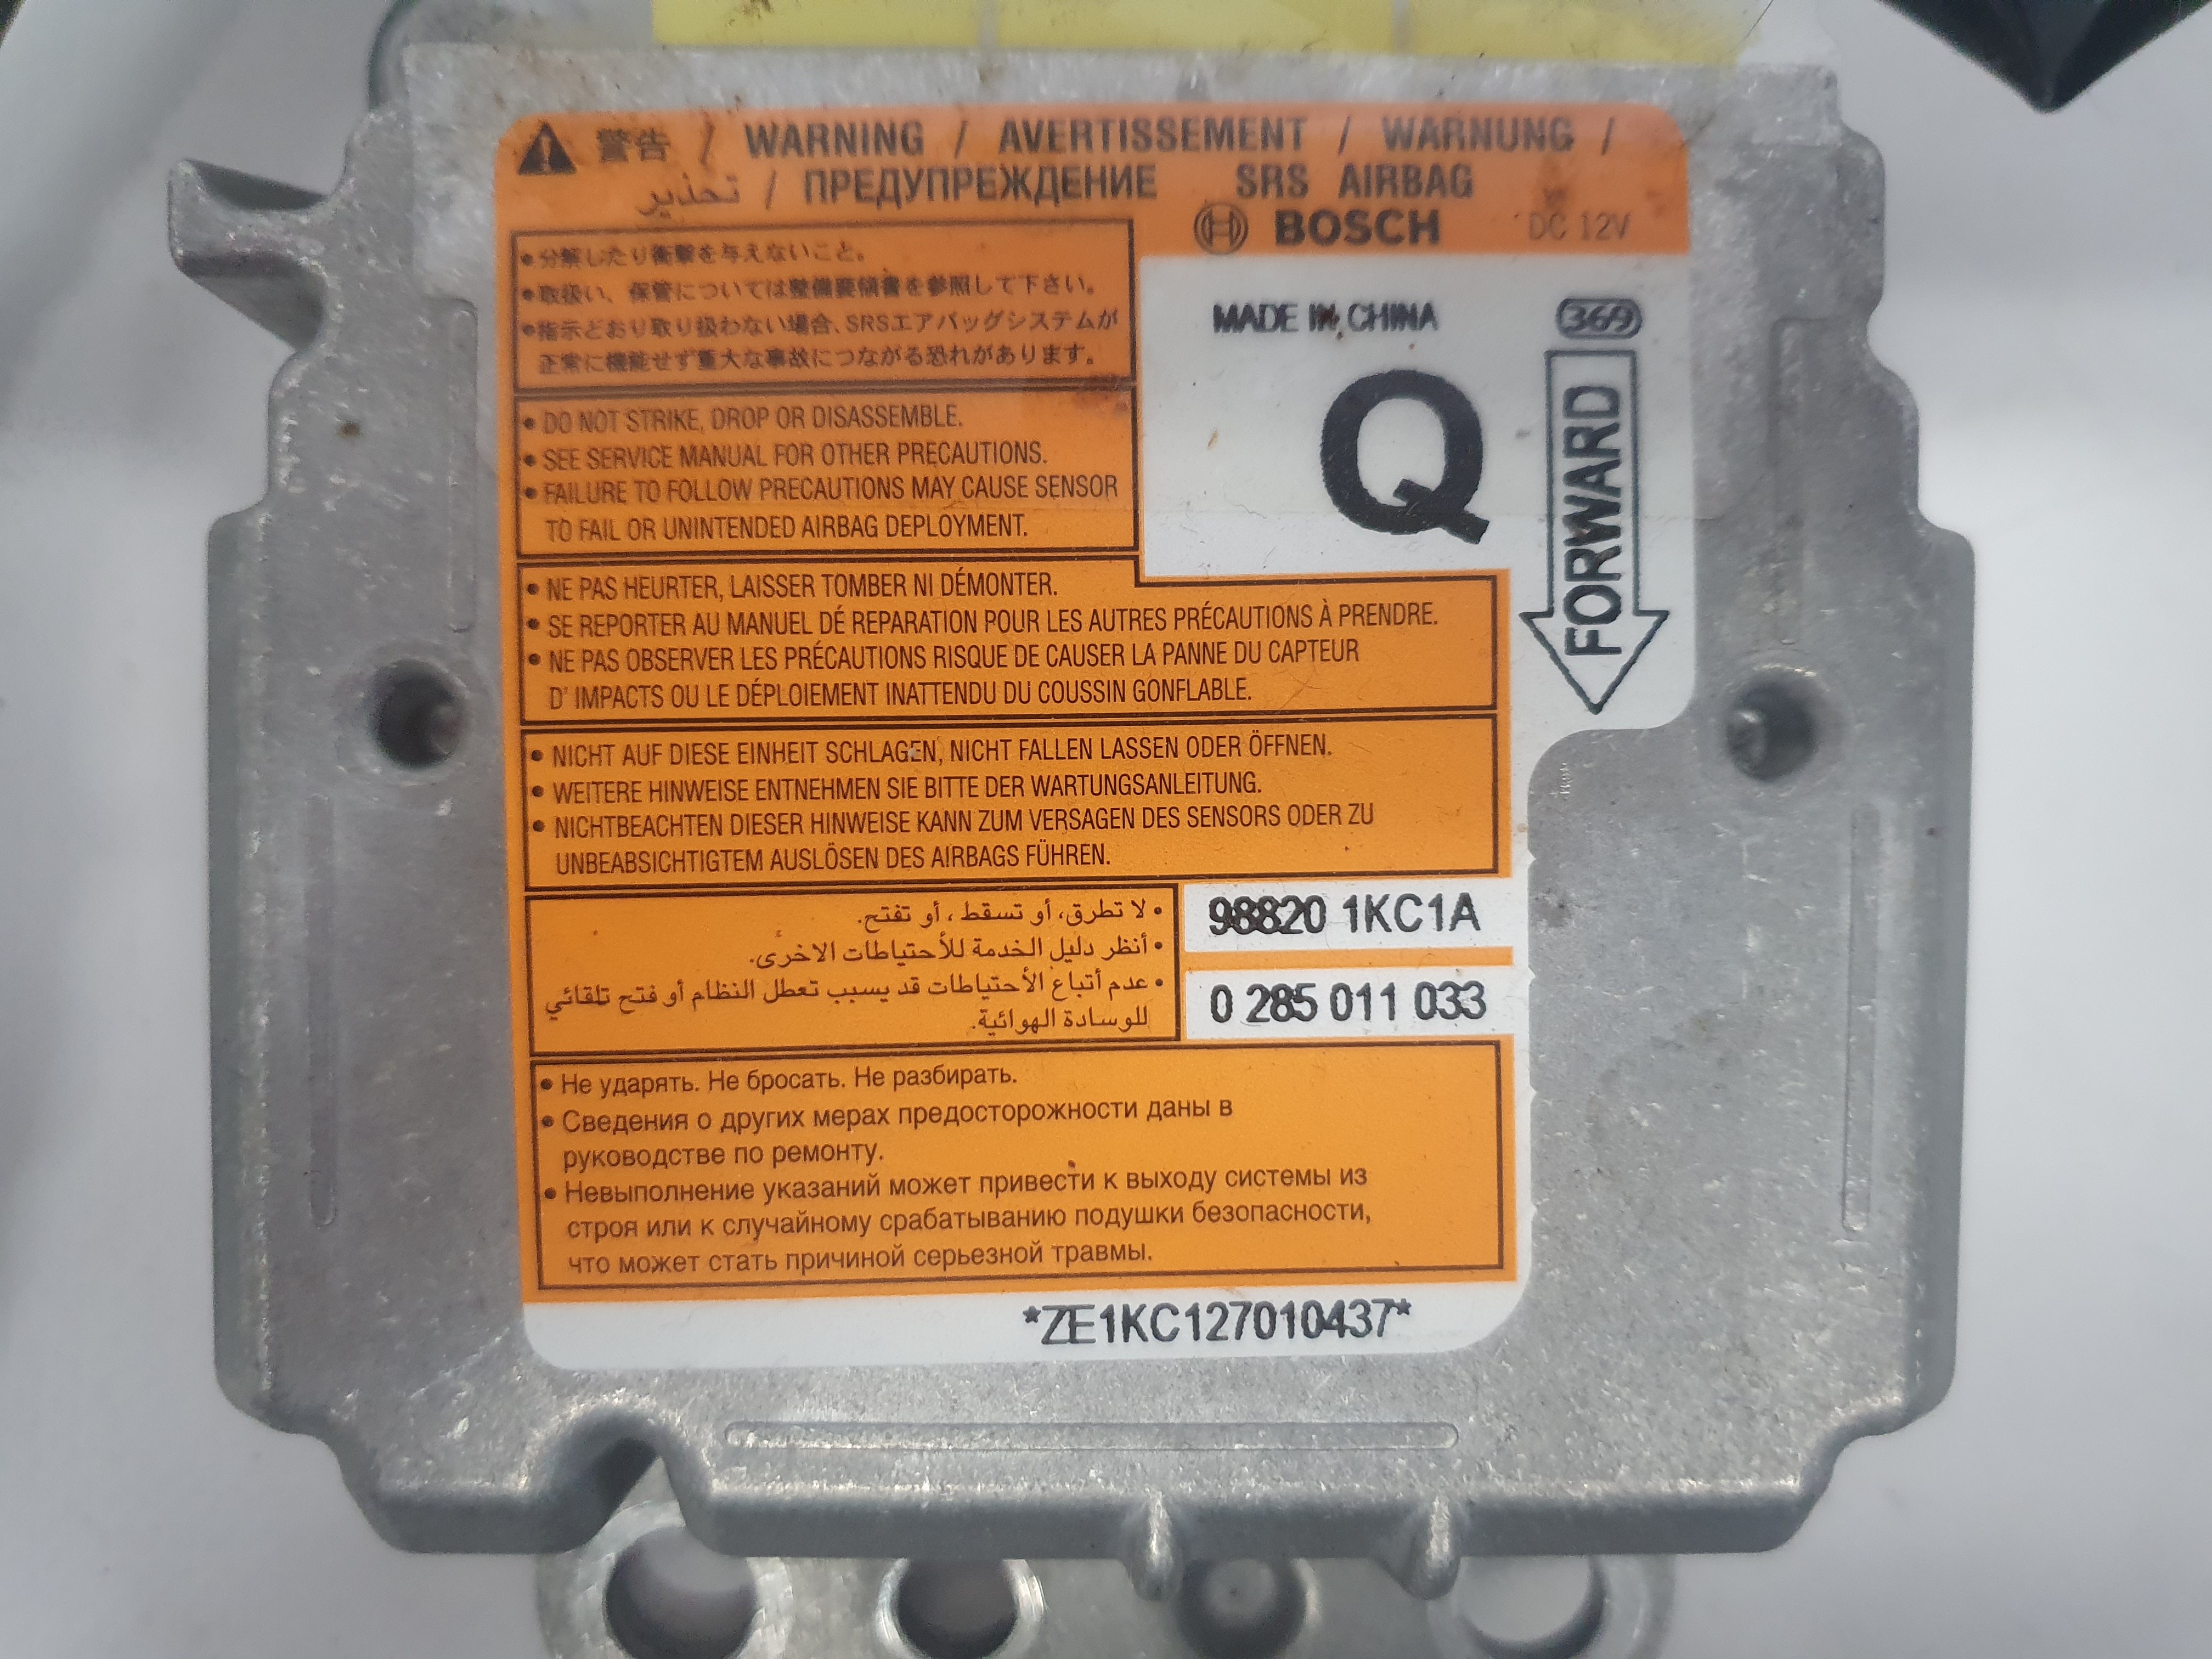 警告 / WARNING / AVERTISSEMENT / WARNUNG /
تحذير / ПРЕДУПРЕЖДЕНИЕ SRS AIRBAG
BOSCH DC 12V
• 分解したり衝撃を与えないこと。
• 取扱い、保管については整備要領書を参照して下さい。
• 指示どおり取り扱わない場合、SRSエアバッグシステムが
正常に機能せず重大な事故につながる恐れがあります。
MADE IN CHINA
369
Q
FORWARD
• DO NOT STRIKE, DROP OR DISASSEMBLE.
• SEE SERVICE MANUAL FOR OTHER PRECAUTIONS.
• FAILURE TO FOLLOW PRECAUTIONS MAY CAUSE SENSOR
TO FAIL OR UNINTENDED AIRBAG DEPLOYMENT.
• NE PAS HEURTER, LAISSER TOMBER NI DÉMONTER.
• SE REPORTER AU MANUEL DÉ REPARATION POUR LES AUTRES PRÉCAUTIONS À PRENDRE.
• NE PAS OBSERVER LES PRÉCAUTIONS RISQUE DE CAUSER LA PANNE DU CAPTEUR
D' IMPACTS OU LE DÉPLOIEMENT INATTENDU DU COUSSIN GONFLABLE.
• NICHT AUF DIESE EINHEIT SCHLAGEN, NICHT FALLEN LASSEN ODER ÖFFNEN.
• WEITERE HINWEISE ENTNEHMEN SIE BITTE DER WARTUNGSANLEITUNG.
• NICHTBEACHTEN DIESER HINWEISE KANN ZUM VERSAGEN DES SENSORS ODER ZU
UNBEABSICHTIGTEM AUSLÖSEN DES AIRBAGS FÜHREN.
• لا تطرق، أو تسقط ، أو تفتح.
• أنظر دليل الخدمة للأحتياطات الاخرى.
• عدم أتباع الأحتياطات قد يسبب تعطل النظام أو فتح تلقائي
للوسادة الهوائية.
98820 1KC1A
0 285 011 033
• Не ударять. Не бросать. Не разбирать.
• Сведения о других мерах предосторожности даны в
руководстве по ремонту.
• Невыполнение указаний может привести к выходу системы из
строя или к случайному срабатыванию подушки безопасности,
что может стать причиной серьезной травмы.
*ZE1KC127010437*